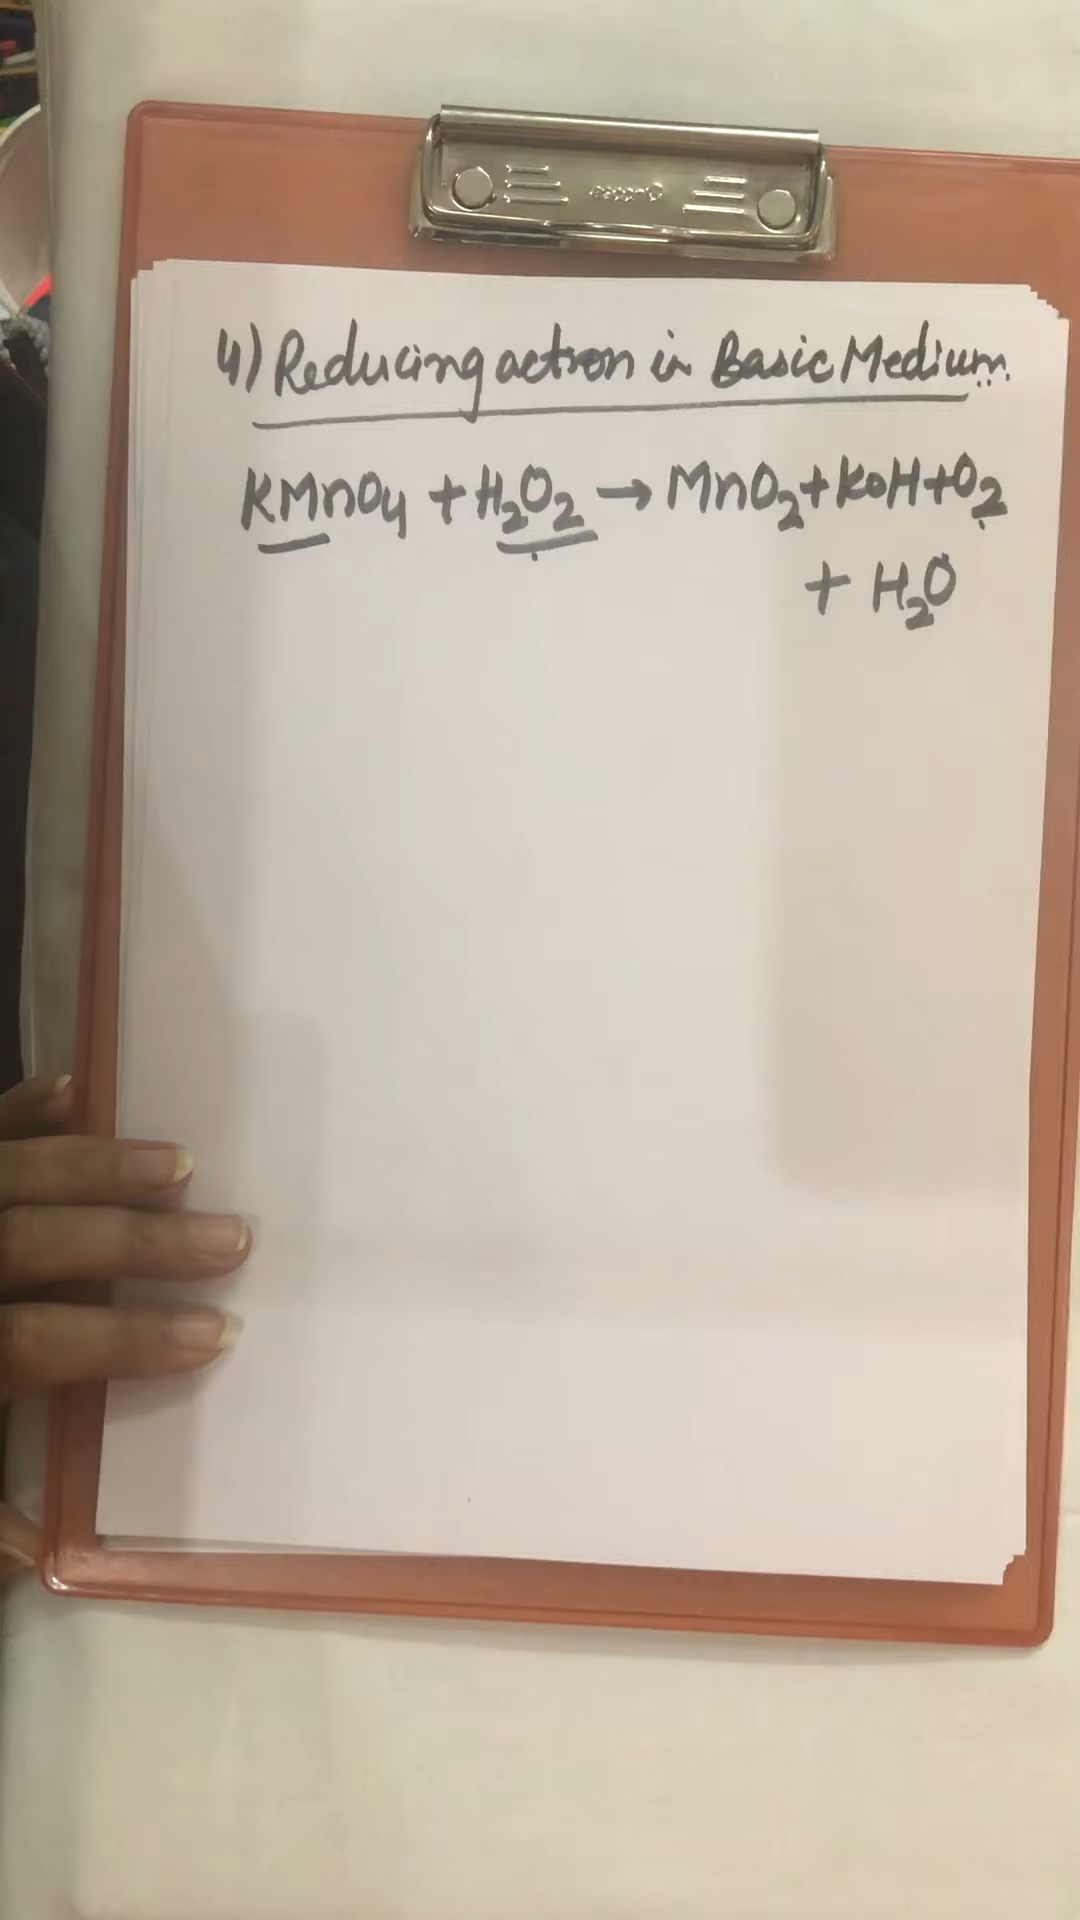 4) Reducing action in Basic Medium.
KMnO4 + H2O2 → MnO2 + KOH + O2
+ H2O